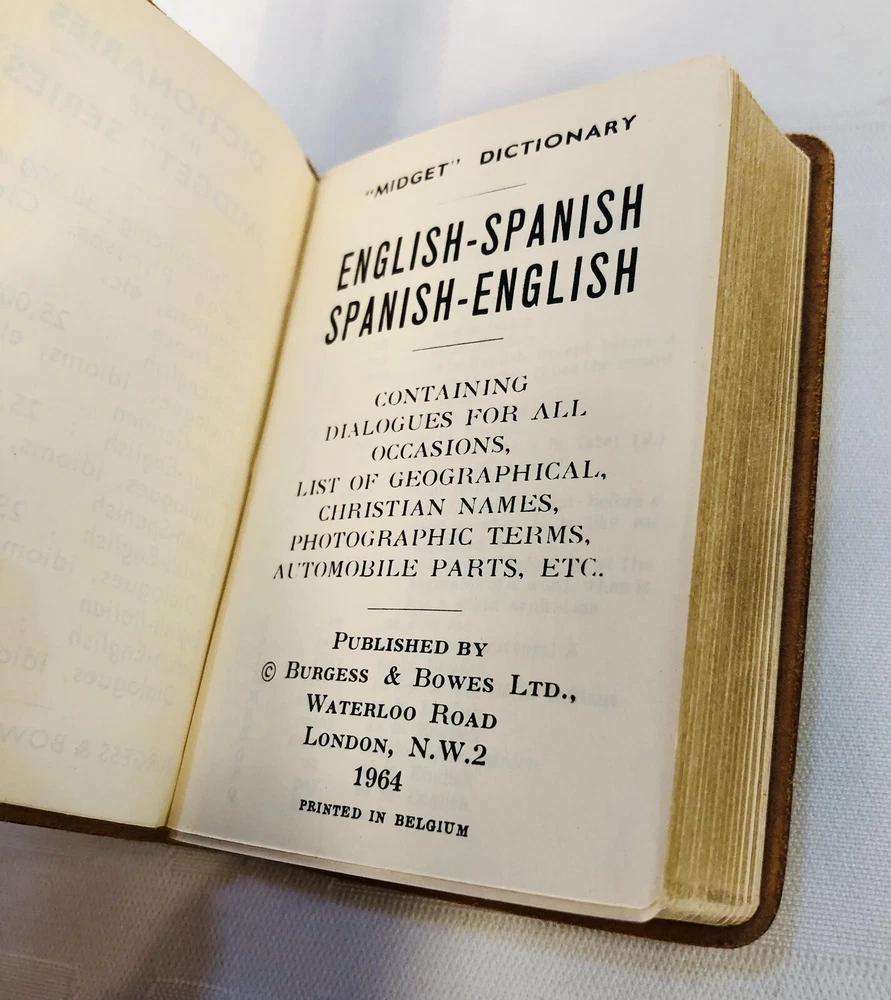 "MIDGET" DICTIONARY
ENGLISH-SPANISH
SPANISH-ENGLISH
CONTAINING
DIALOGUES FOR ALL
OCCASIONS,
LIST OF GEOGRAPHICAL,
CHRISTIAN NAMES,
PHOTOGRAPHIC TERMS,
AUTOMOBILE PARTS, ETC.
PUBLISHED BY
© BURGESS & BOWES LTD.,
WATERLOO ROAD
LONDON, N.W.2
1964
PRINTED IN BELGIUM